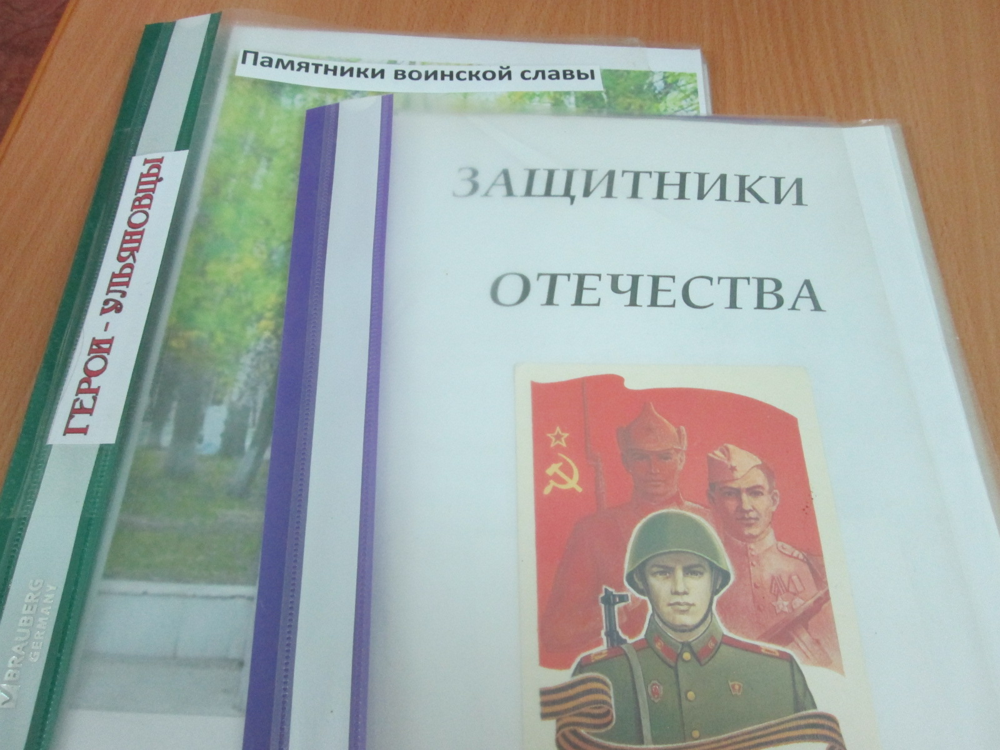 Памятники воинской славы
ГЕРОИ - УЛЬЯНОВЦЫ
BRAUBERG
GERMANY
ЗАЩИТНИКИ
ОТЕЧЕСТВА